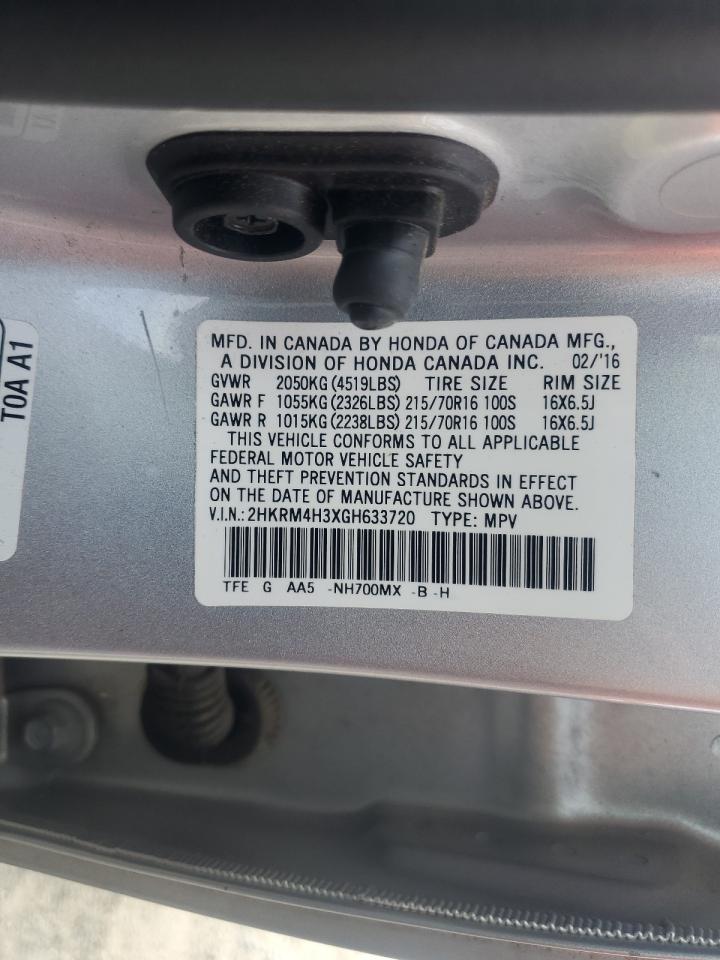 MFD. IN CANADA BY HONDA OF CANADA MFG.,
A DIVISION OF HONDA CANADA INC. 02/'16
GVWR 2050KG(4519LBS) TIRE SIZE RIM SIZE
GAWR F 1055KG(2326LBS) 215/70R16 100S 16X6.5J
GAWR R 1015KG(2238LBS) 215/70R16 100S 16X6.5J
THIS VEHICLE CONFORMS TO ALL APPLICABLE
FEDERAL MOTOR VEHICLE SAFETY
AND THEFT PREVENTION STANDARDS IN EFFECT
ON THE DATE OF MANUFACTURE SHOWN ABOVE.
V.I.N.: 2HKRM4H3XGH633720 TYPE: MPV
TFE G AA5 -NH700MX -B -H
T0A A1